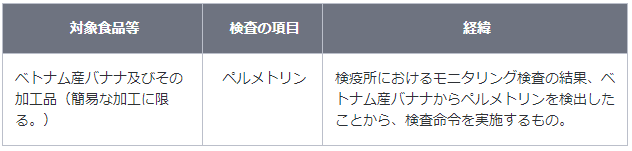 対象食品等
検査の項目
経緯
ベトナム産バナナ及びその
加工品（簡易な加工に限
る。）
ペルメトリン
検疫所におけるモニタリング検査の結果、ベ
トナム産バナナからペルメトリンを検出した
ことから、検査命令を実施するもの。